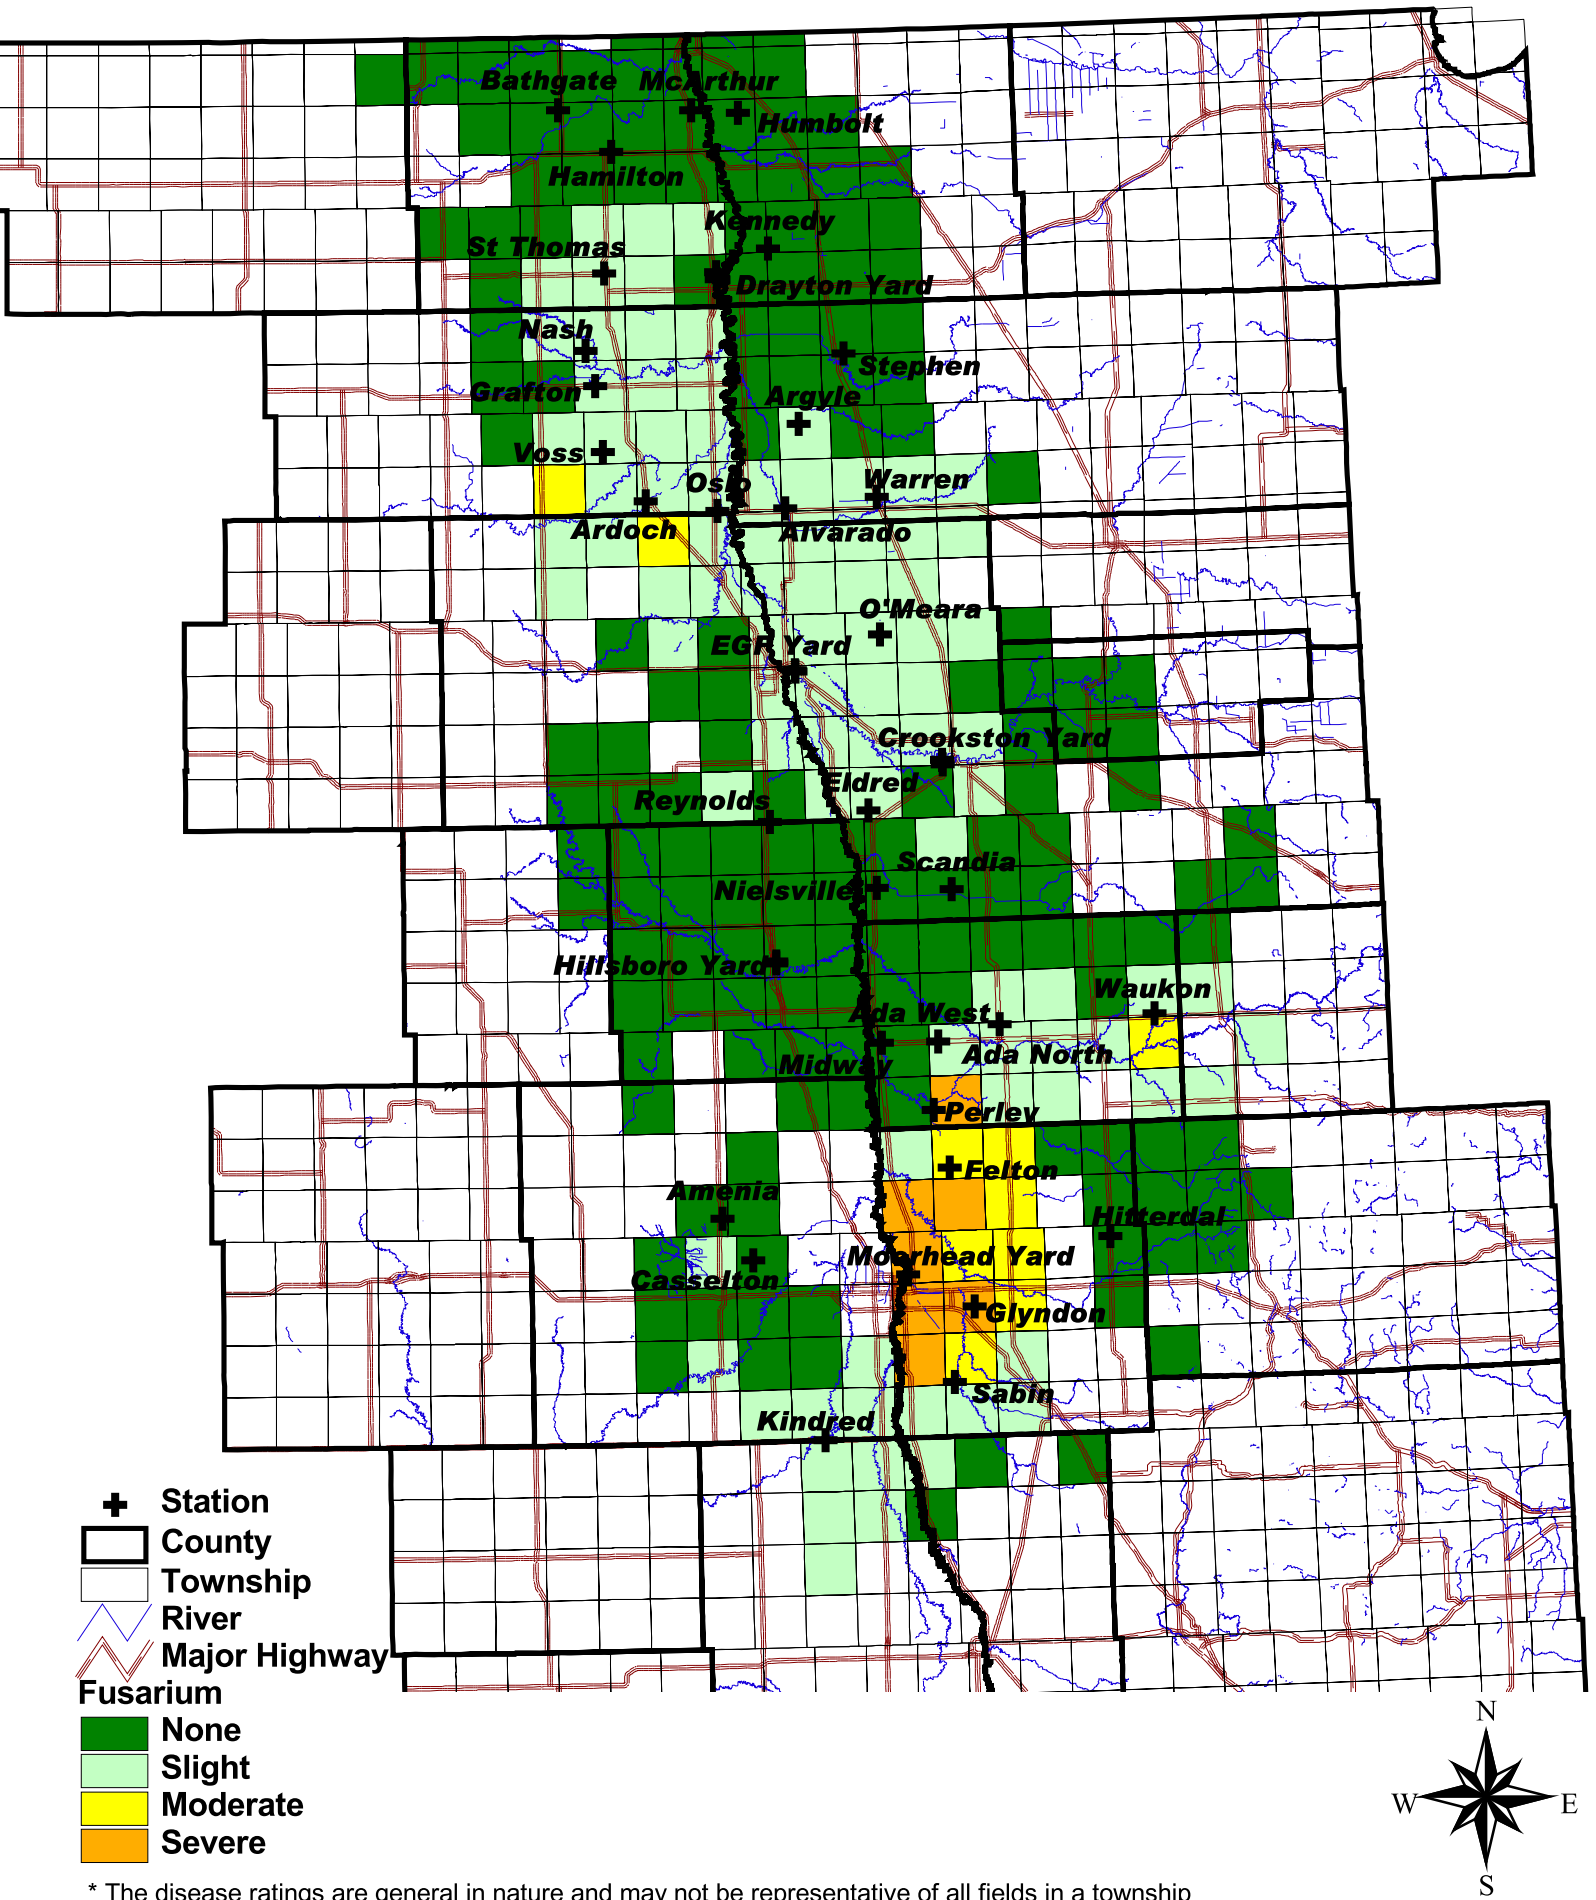 Bathgate McArthur
Humbolt
Hamilton
Kennedy
St Thomas
Drayton Yard
Nash
Stephen
Grafton
Argyle
Voss
Oslo
Warren
Ardoch
Alvarado
O'Meara
EGF Yard
Crookston Yard
Eldred
Reynolds
Scandia
Nielsville
Hillsboro Yard
Waukon
Ada West
Ada North
Midway
Perley
Felton
Amenia
Hitterdal
Moorhead Yard
Casselton
Glyndon
Sabin
Kindred
Station
County
Township
River
Major Highway
Fusarium
None
Slight
Moderate
Severe
N
W E
S
* The disease ratings are general in nature and may not be representative of all fields in a township